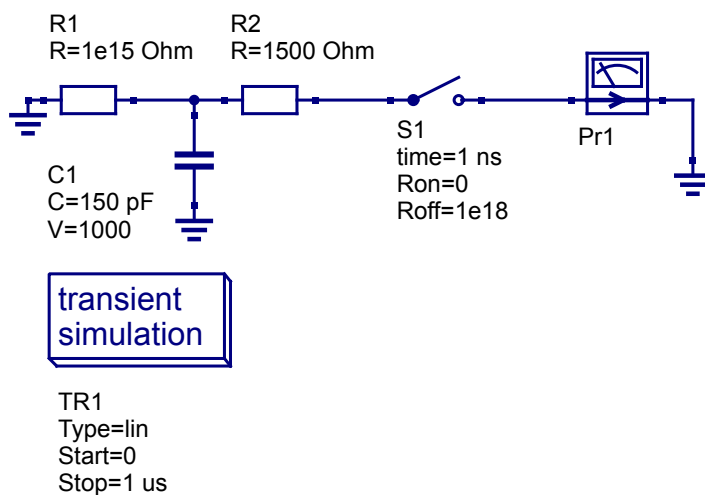 R1
R=1e15 Ohm
R2
R=1500 Ohm
S1
time=1 ns
Ron=0
Roff=1e18
Pr1
C1
C=150 pF
V=1000
transient
simulation
TR1
Type=lin
Start=0
Stop=1 us